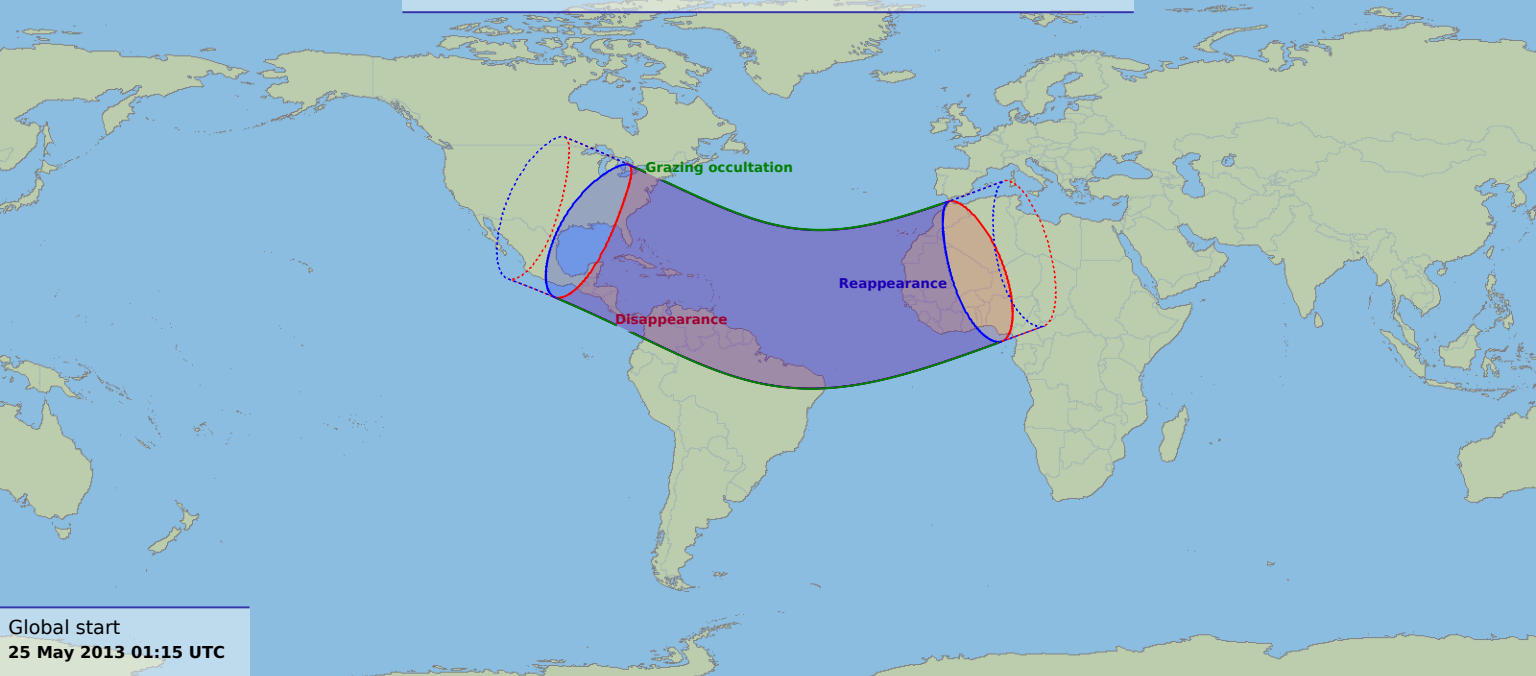 Grazing occultation
Reappearance
Disappearance
Global start
25 May 2013 01:15 UTC